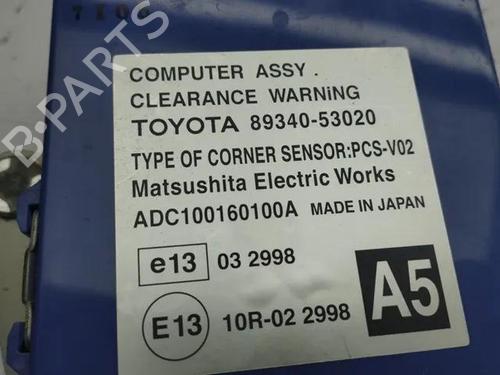 COMPUTER ASSY.
CLEARANCE WARNiNG
TOYOTA 89340-53020
TYPE OF CORNER SENSOR:PCS-V02
Matsushita Electric Works
ADC100160100A MADE IN JAPAN
e13 03 2998
E13 10R-02 2998
A5
B-PARTS